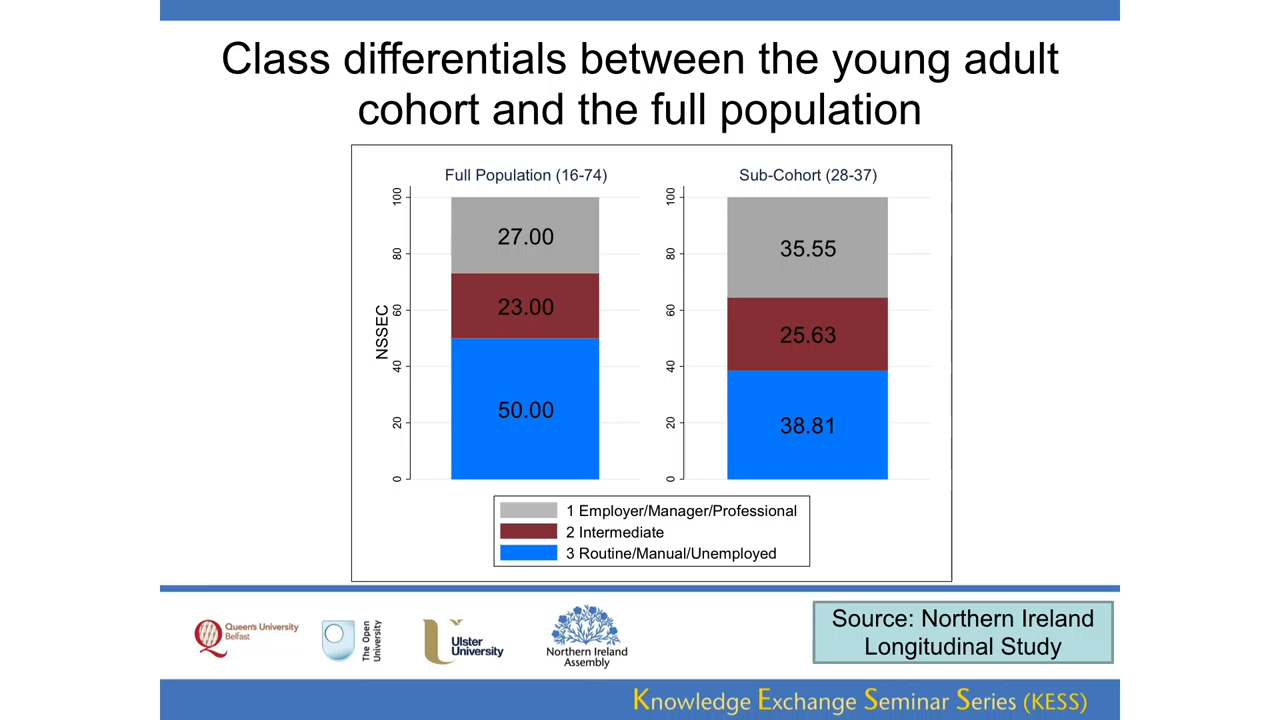 Class differentials between the young adult
cohort and the full population
Full Population (16-74)
Sub-Cohort (28-37)
NSSEC
100
80
60
40
20
0
27.00
23.00
50.00
100
80
60
40
20
0
35.55
25.63
38.81
1 Employer/Manager/Professional
2 Intermediate
3 Routine/Manual/Unemployed
Queen's University
Belfast
The Open
University
Ulster
University
Northern Ireland
Assembly
Source: Northern Ireland
Longitudinal Study
Knowledge Exchange Seminar Series (KESS)